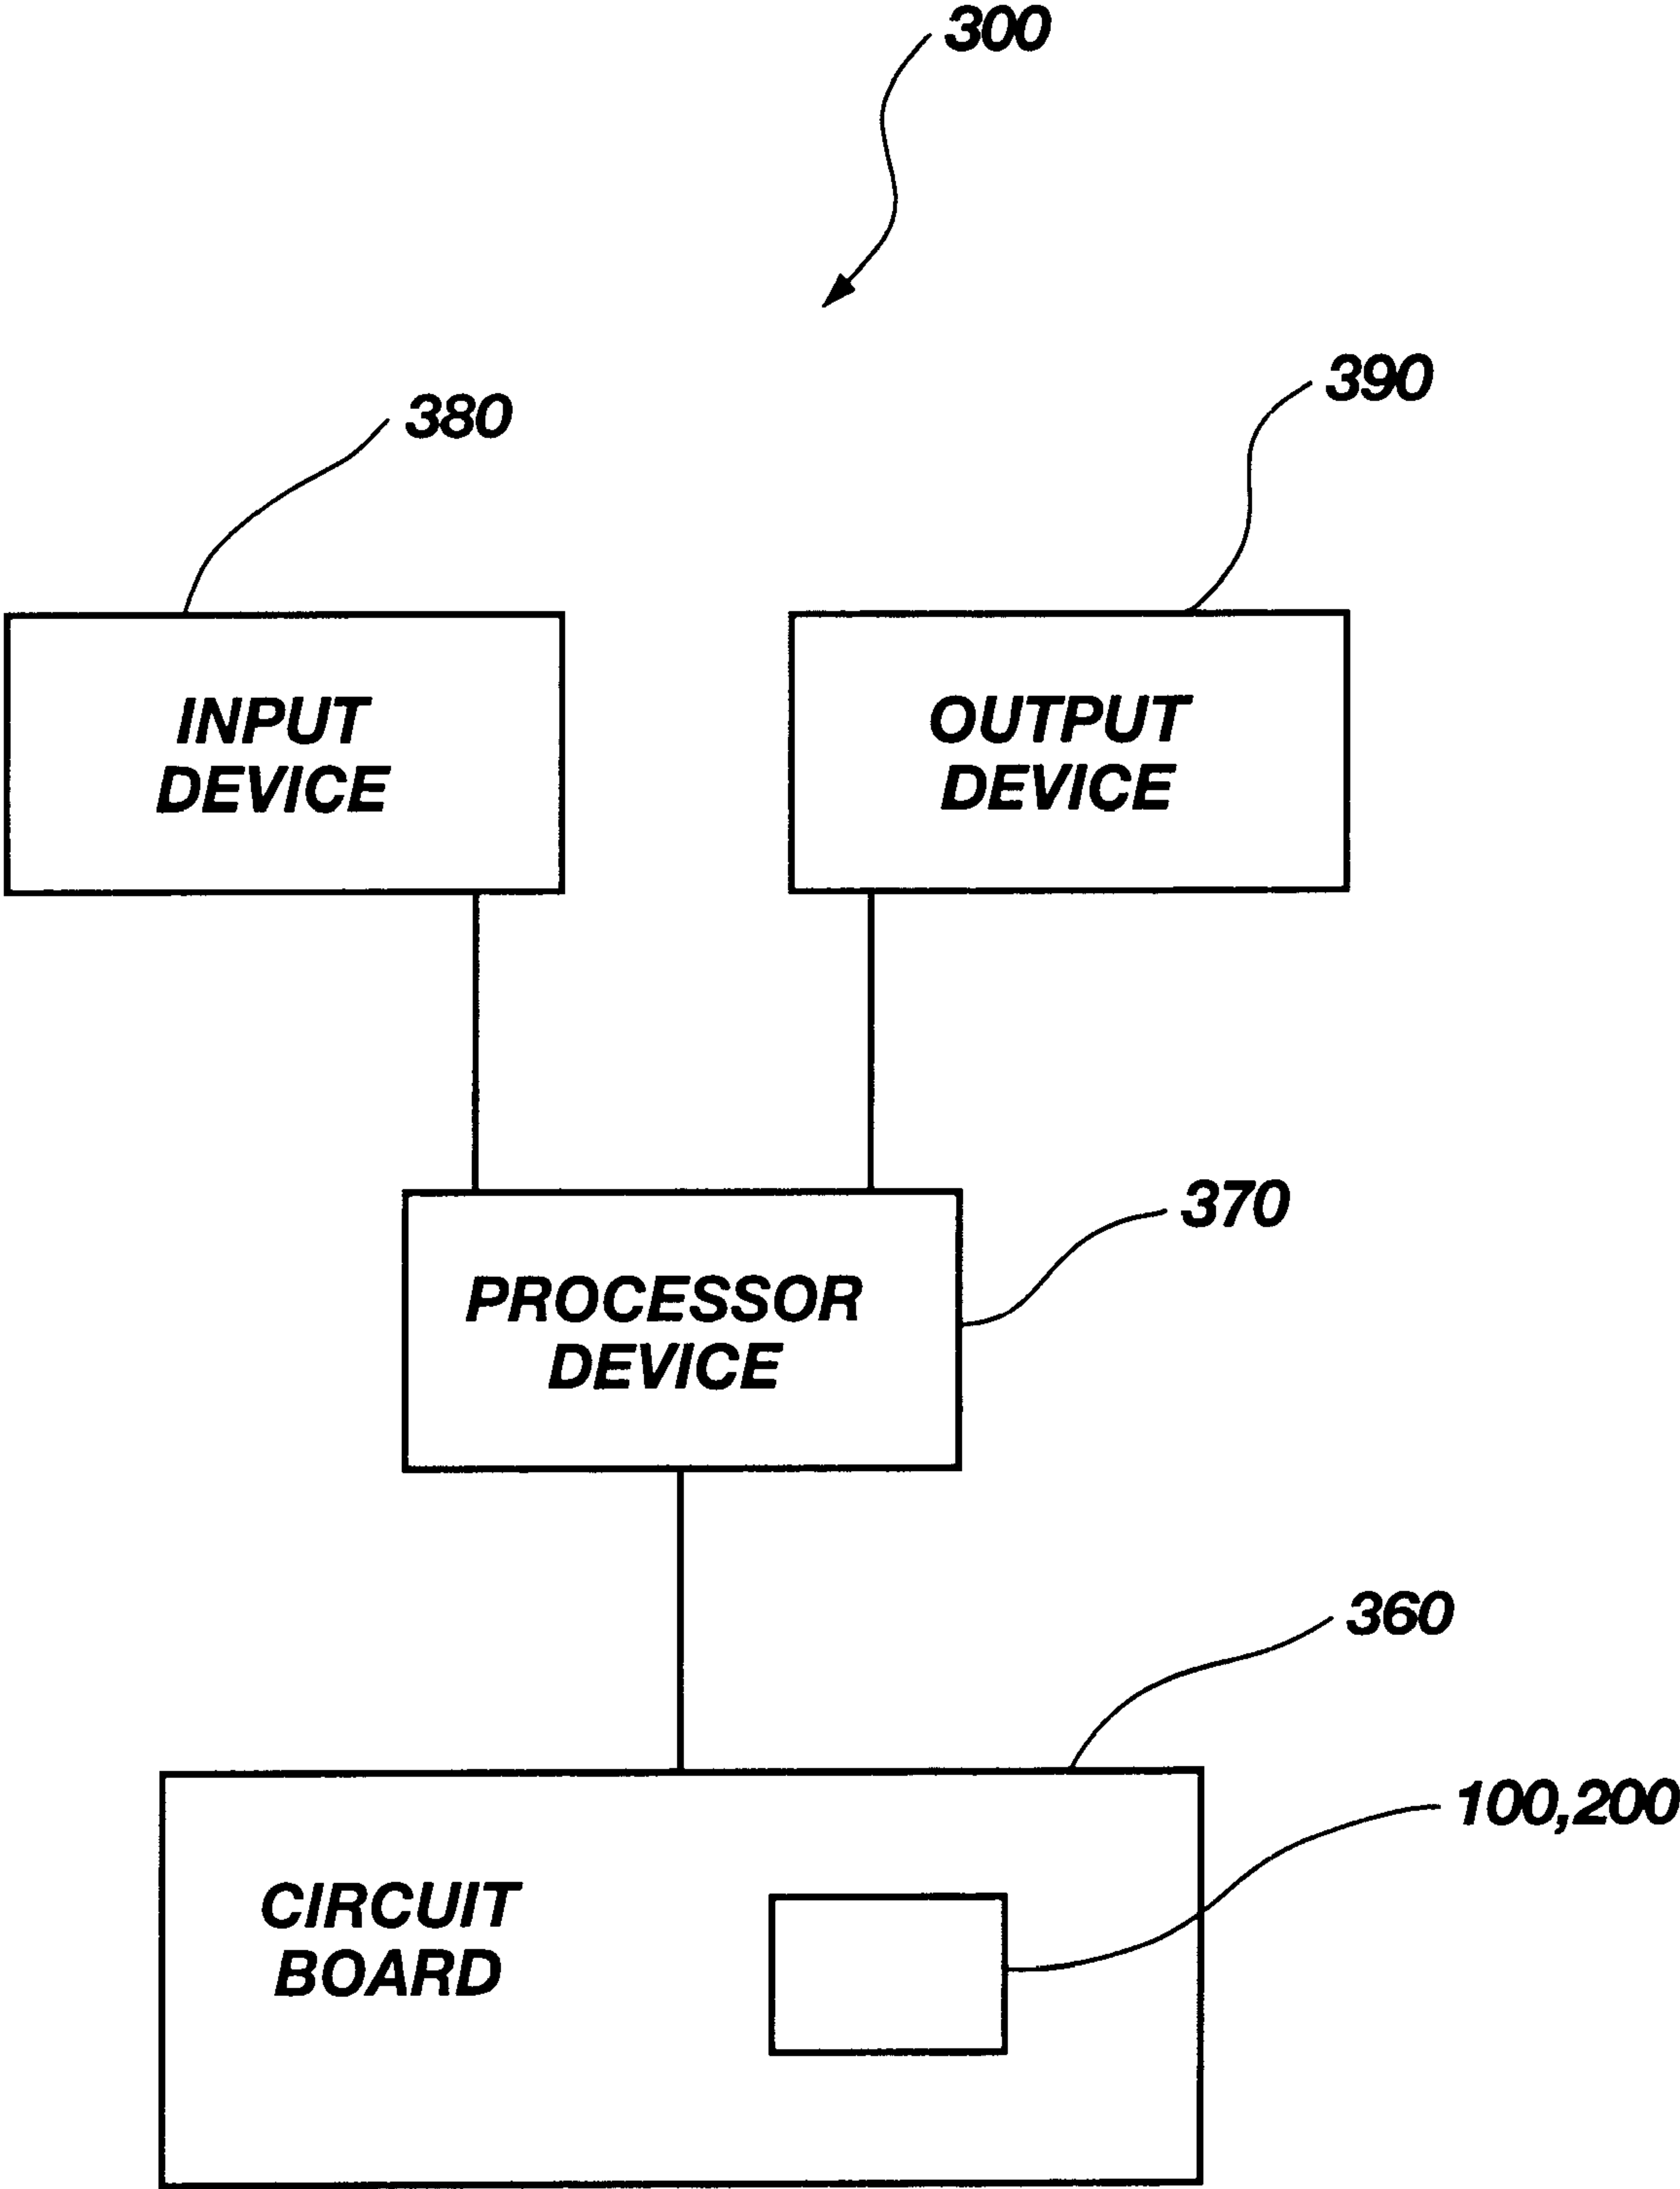 300
380
390
INPUT
DEVICE
OUTPUT
DEVICE
370
PROCESSOR
DEVICE
360
100,200
CIRCUIT
BOARD